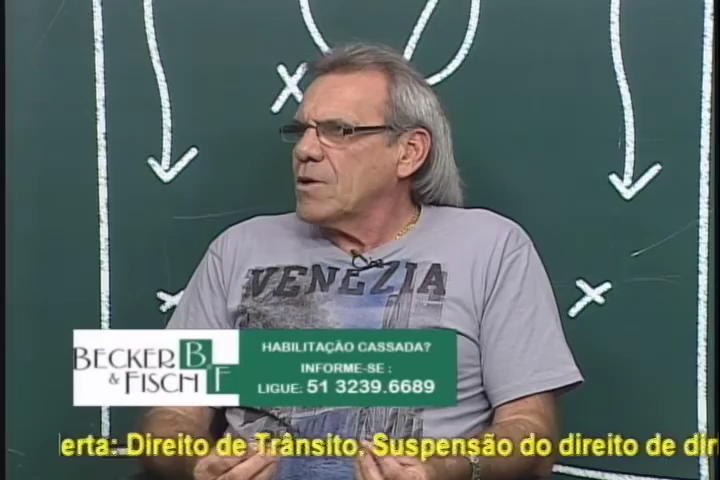 VENEZIA
BECKER
& FISCH
B
F
HABILITAÇÃO CASSADA?
INFORME-SE :
LIGUE: 51 3239.6689
erta: Direito de Trânsito. Suspensão do direito de dir